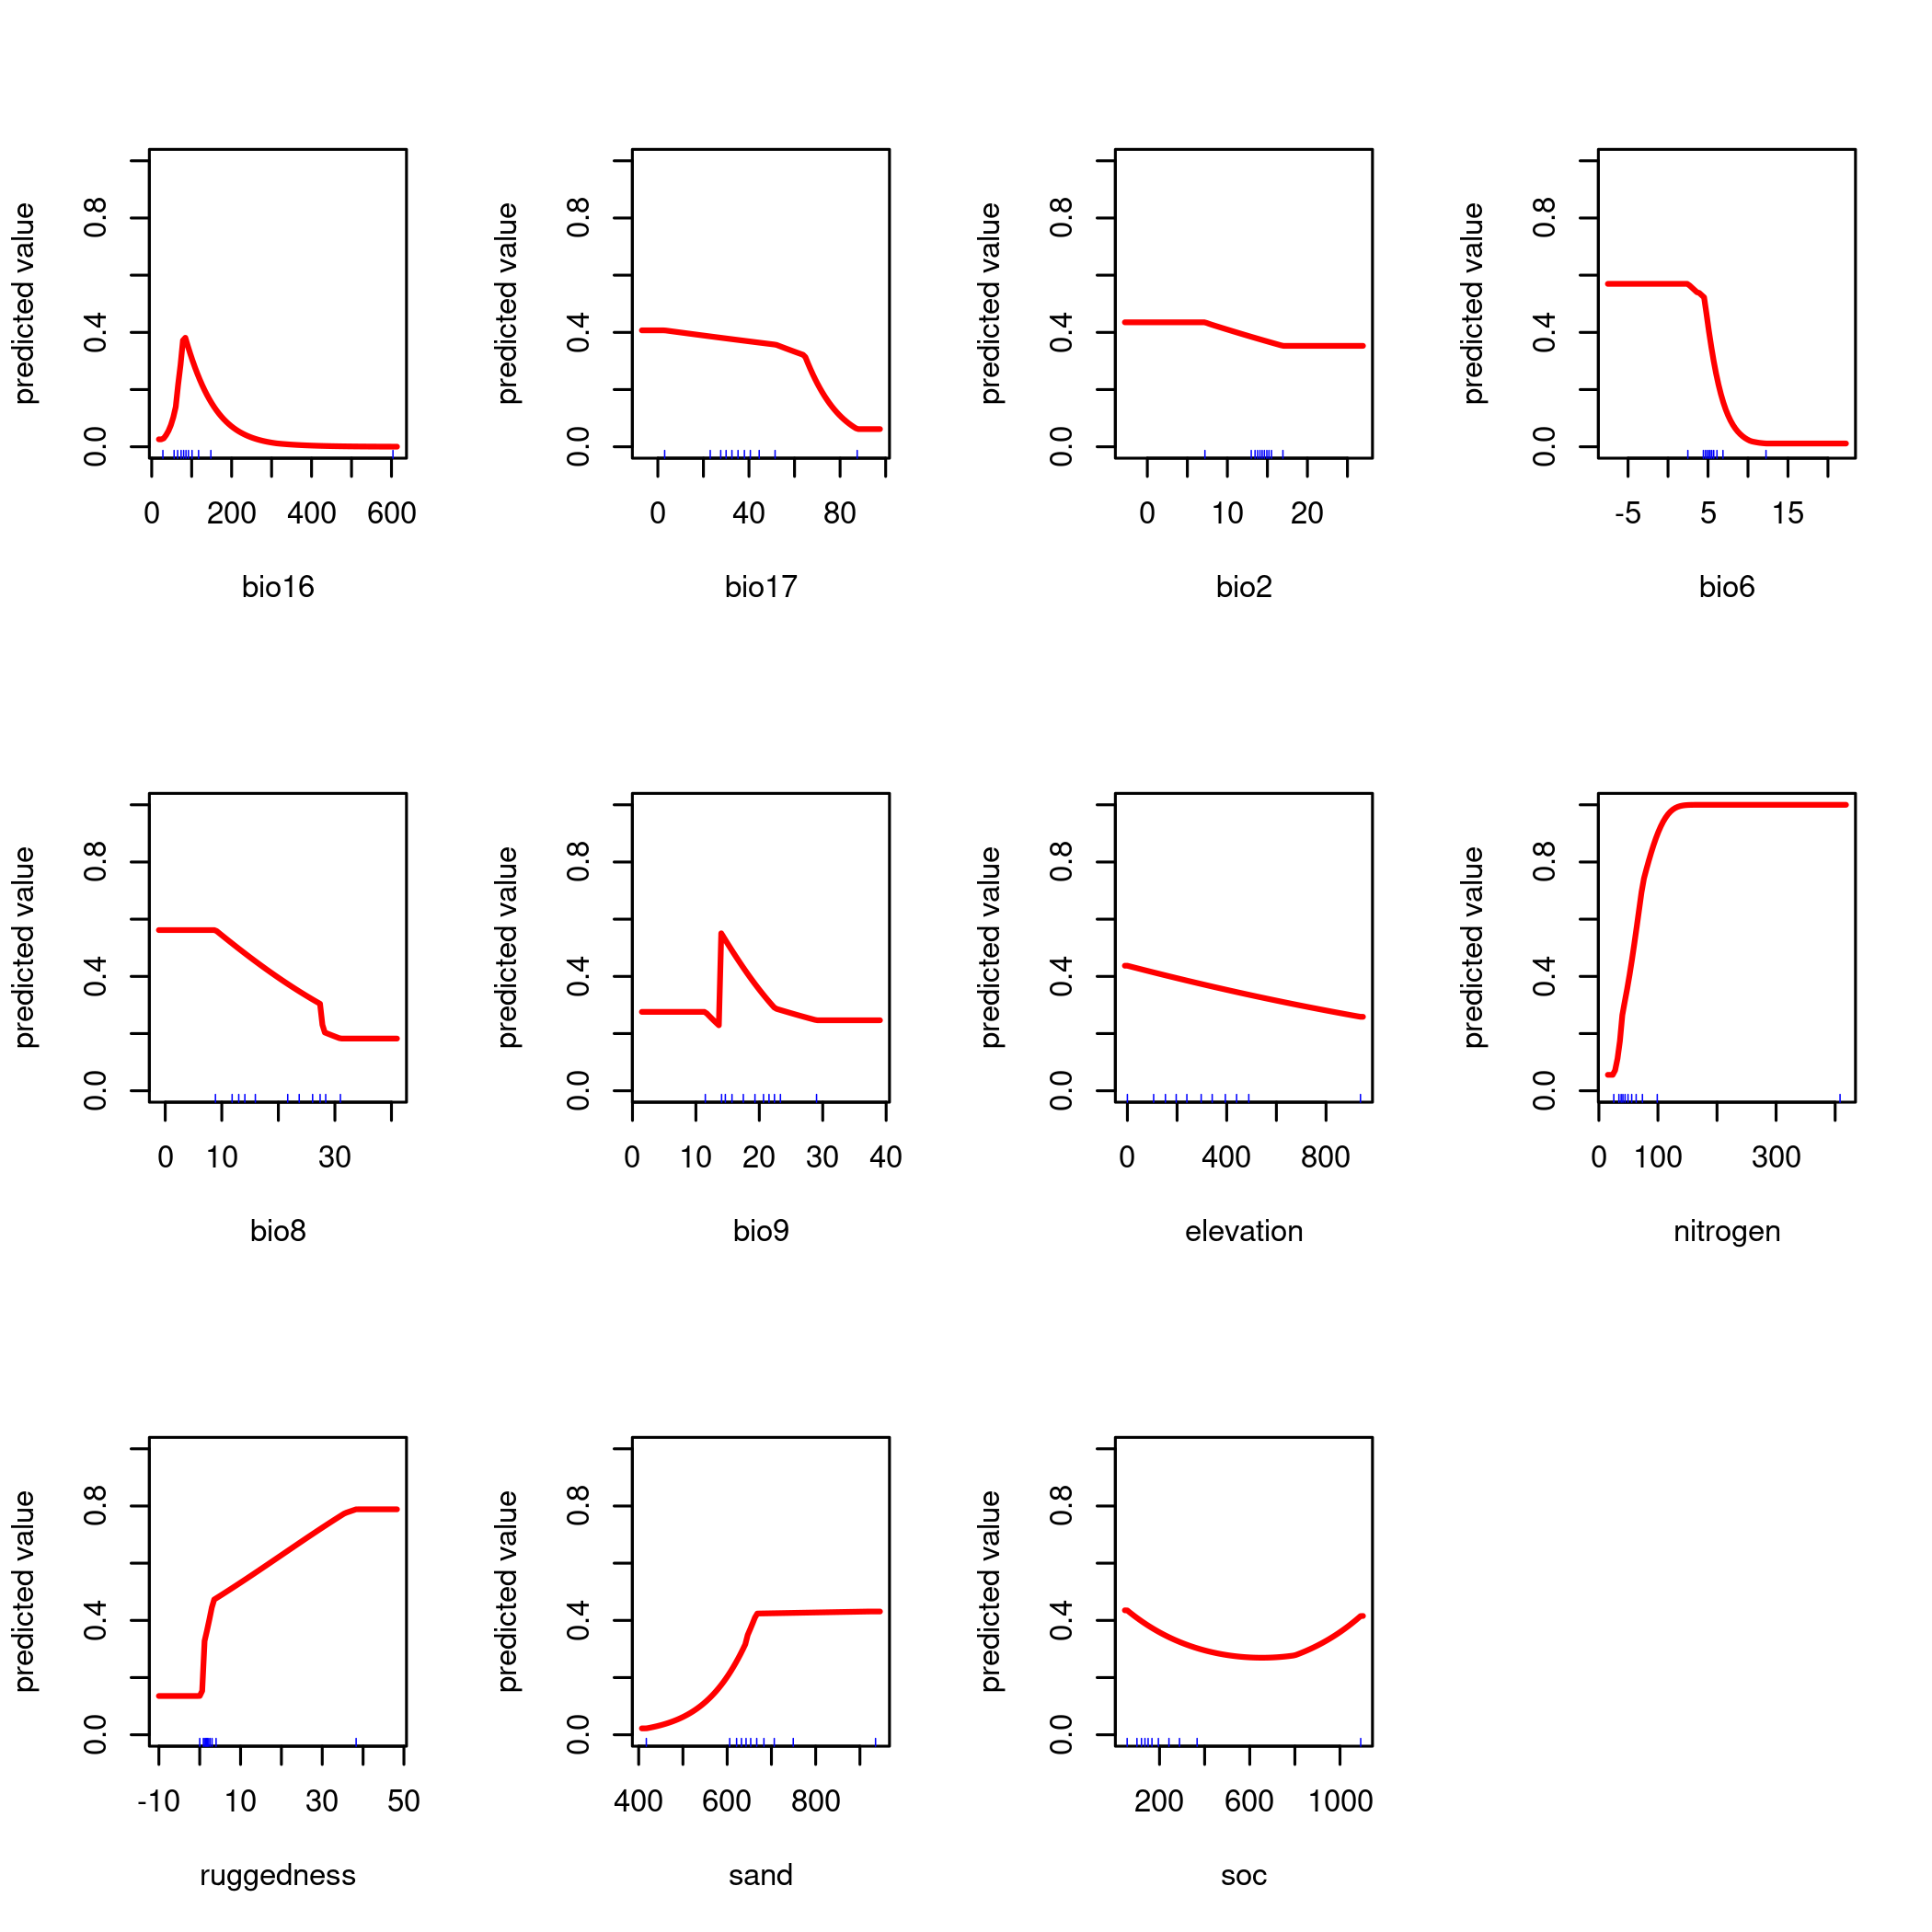 predicted value
0.0 0.4 0.8
0 200 400 600
bio16
predicted value
0.0 0.4 0.8
0 40 80
bio17
predicted value
0.0 0.4 0.8
0 10 20
bio2
predicted value
0.0 0.4 0.8
-5 5 15
bio6
predicted value
0.0 0.4 0.8
0 10 30
bio8
predicted value
0.0 0.4 0.8
0 10 20 30 40
bio9
predicted value
0.0 0.4 0.8
0 400 800
elevation
predicted value
0.0 0.4 0.8
0 100 300
nitrogen
predicted value
0.0 0.4 0.8
-10 10 30 50
ruggedness
predicted value
0.0 0.4 0.8
400 600 800
sand
predicted value
0.0 0.4 0.8
200 600 1000
soc